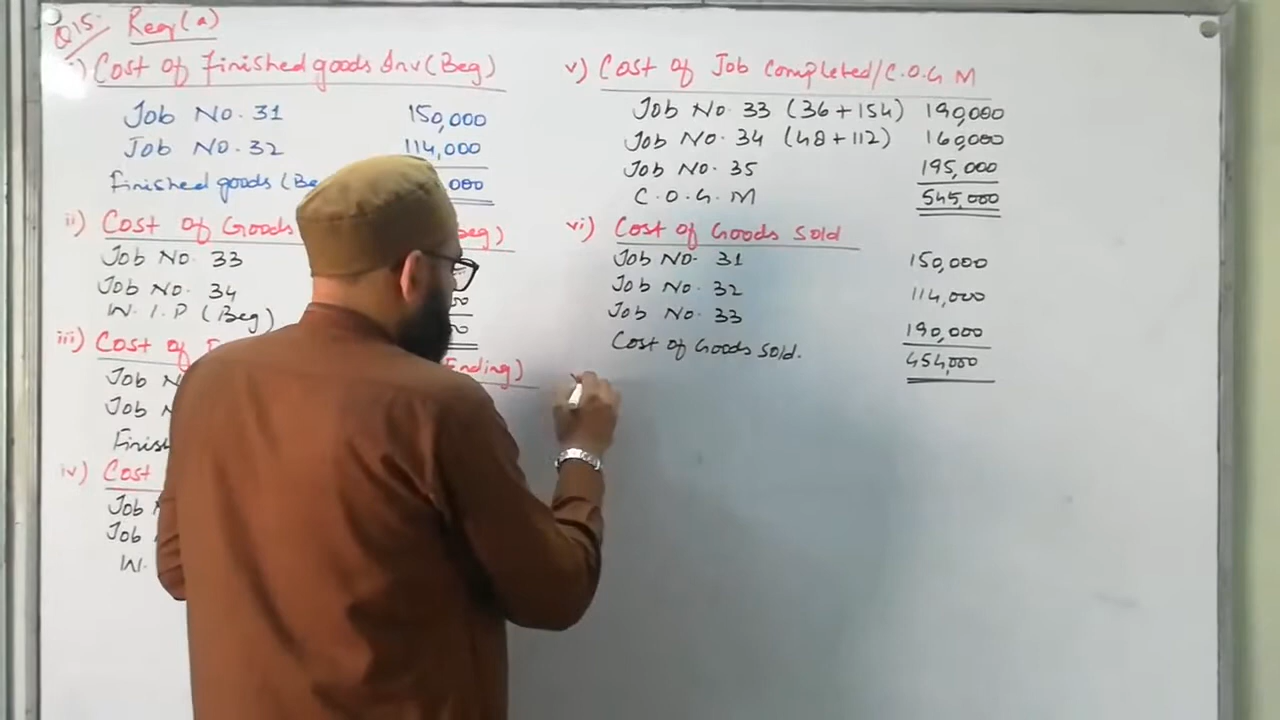 Q15: Req(a)
) Cost of Finished goods Inv (Beg)
Job No. 31 150,000
Job No. 32 114,000
Finished goods (Be 000
ii) Cost of Goods Beg)
Job No. 33
Job No. 34
W.I.P (Beg)
iii) Cost of Ending)
Job
Job
Finis
iv) Cost
Job
Job
W.
v) Cost of Job Completed/C.O.G M
Job No. 33 (36+154) 190,000
Job No. 34 (48+112) 160,000
Job No. 35 195,000
C.O.G.M 545,000
vi) Cost of Goods Sold
Job No. 31 150,000
Job No. 32 114,000
Job No. 33 190,000
Cost of Goods Sold. 454,000